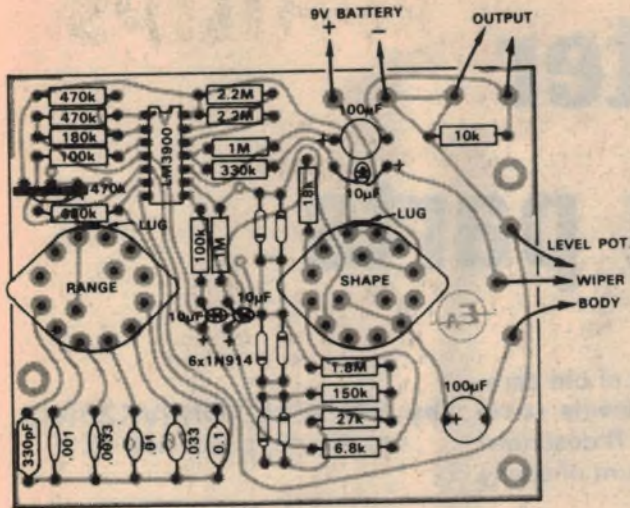 9V BATTERY
OUTPUT
+ −
470k
470k
180k
100k
470k
LM3900
2.2M
2.2M
1M
330k
100µF
+
10k
10µF
+
18k
LUG
LUG
100k
1M
RANGE
SHAPE
LEVEL POT.
WIPER
BODY
10µF
10µF
+ +
6x1N914
1.8M
150k
27k
6.8k
100µF
+
330pF
.001
.0033
.01
.033
0.1